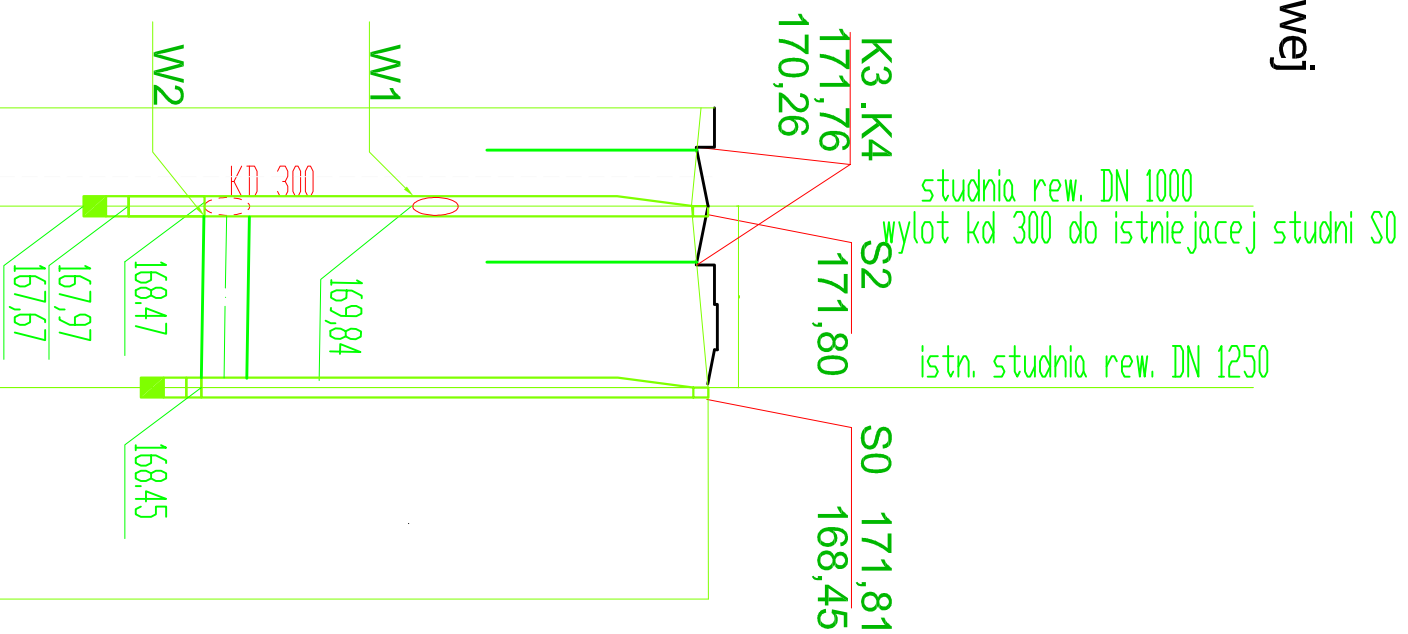 wej
K3 .K4
171,76
170,26
W1
W2
KD 300
studnia rew. DN 1000
wylot kd 300 do istniejacej studni S0
S2
171,80
istn. studnia rew. DN 1250
S0 171,81
168,45
169,84
168.47
167,97
167,67
168.45